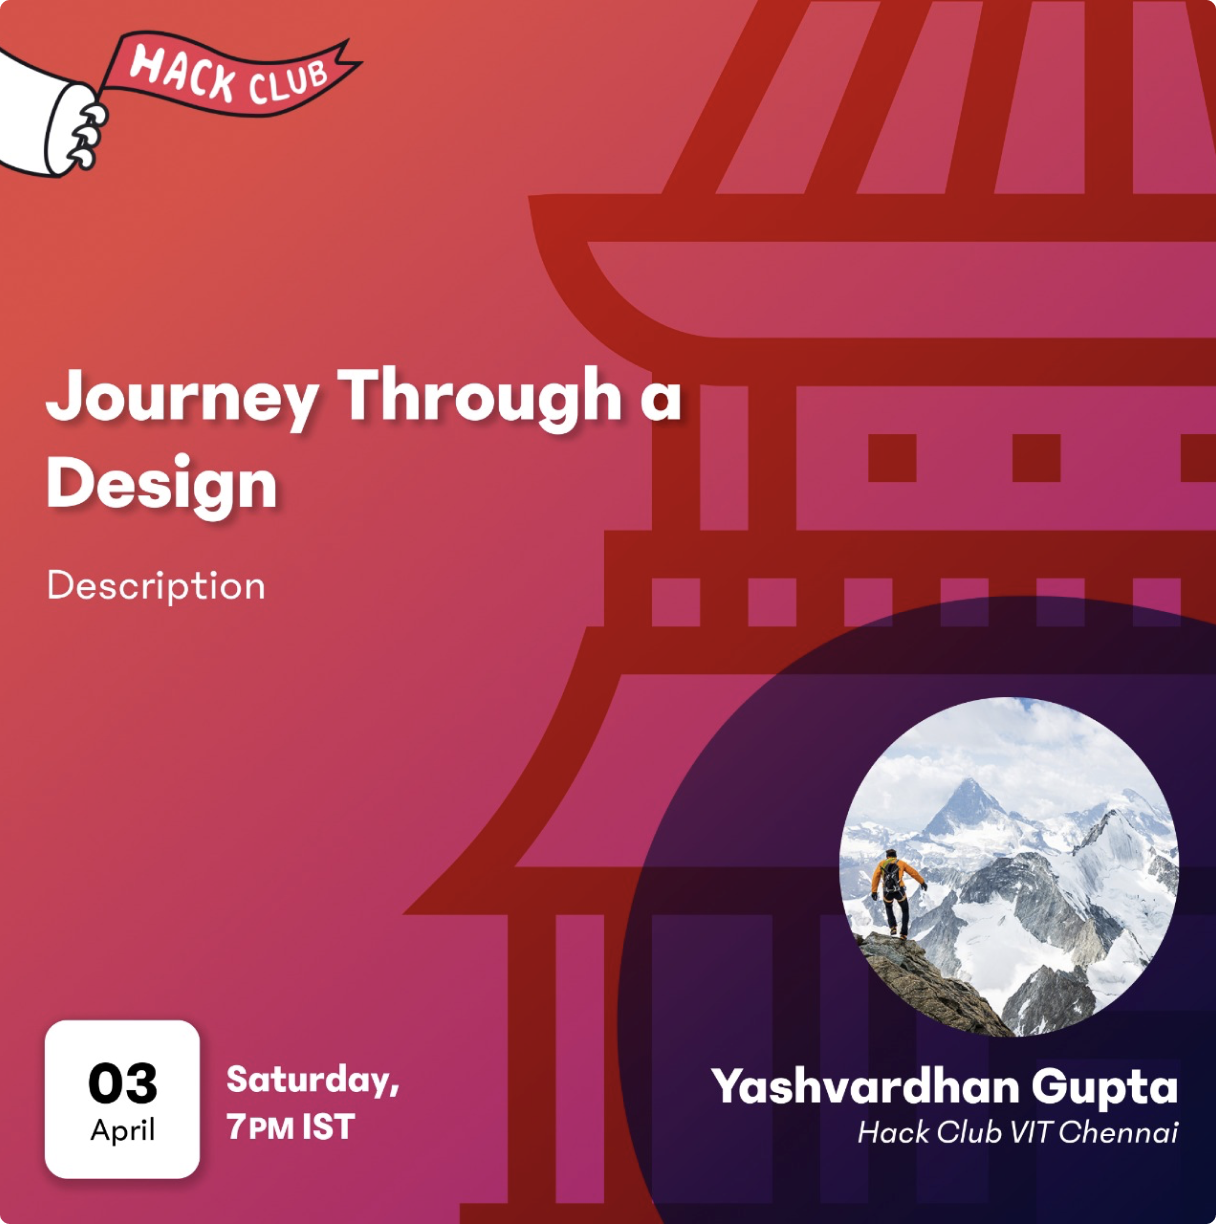 HACK CLUB
Journey Through a
Design
Description
03
April
Saturday,
7PM IST
Yashvardhan Gupta
Hack Club VIT Chennai